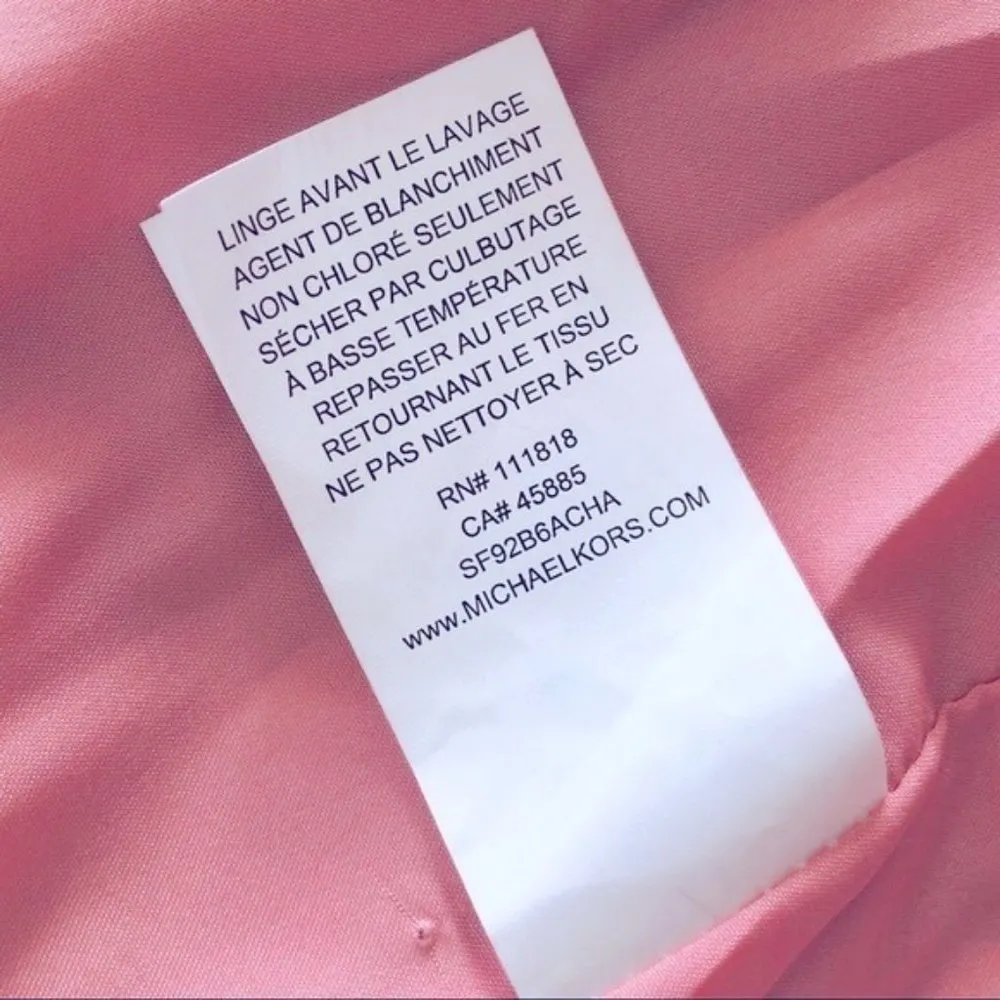 LINGE AVANT LE LAVAGE
AGENT DE BLANCHIMENT
NON CHLORÉ SEULEMENT
SÉCHER PAR CULBUTAGE
À BASSE TEMPÉRATURE
REPASSER AU FER EN
RETOURNANT LE TISSU
NE PAS NETTOYER À SEC
RN# 111818
CA# 45885
SF92B6ACHA
www.MICHAELKORS.COM